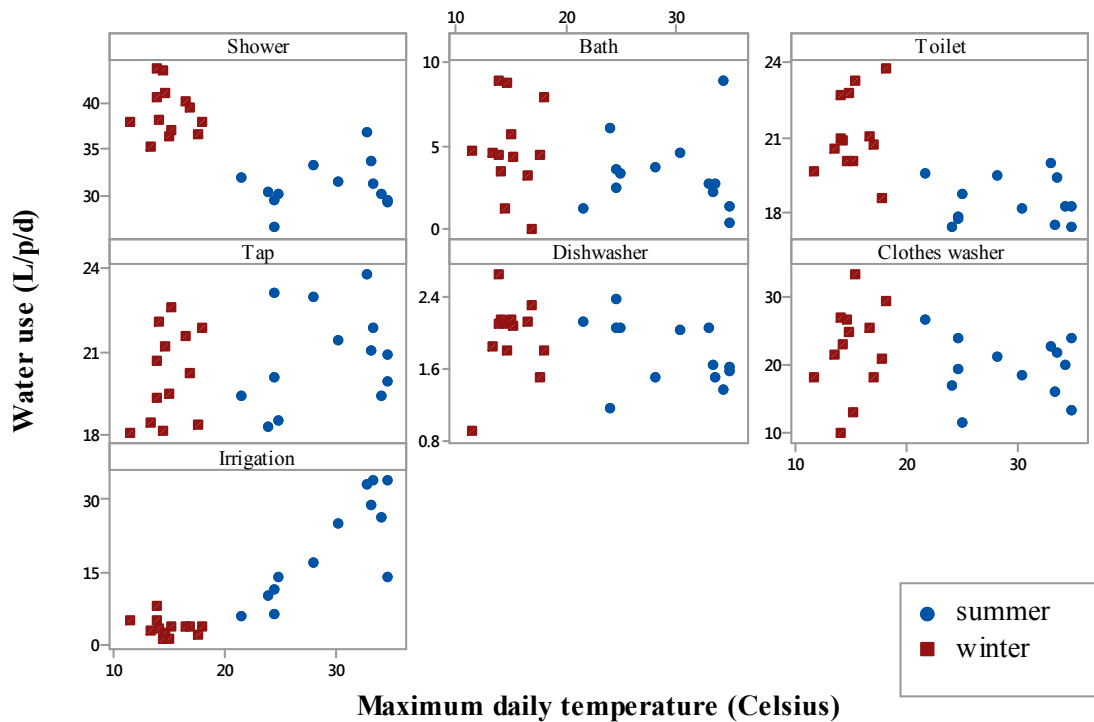 10 20 30
Shower Bath Toilet
40
35
30
10
5
0
24
21
18
Tap Dishwasher Clothes washer
24
21
18
2.4
1.6
0.8
30
20
10
10 20 30
Irrigation
30
15
0
10 20 30
Water use (L/p/d)
Maximum daily temperature (Celsius)
summer
winter